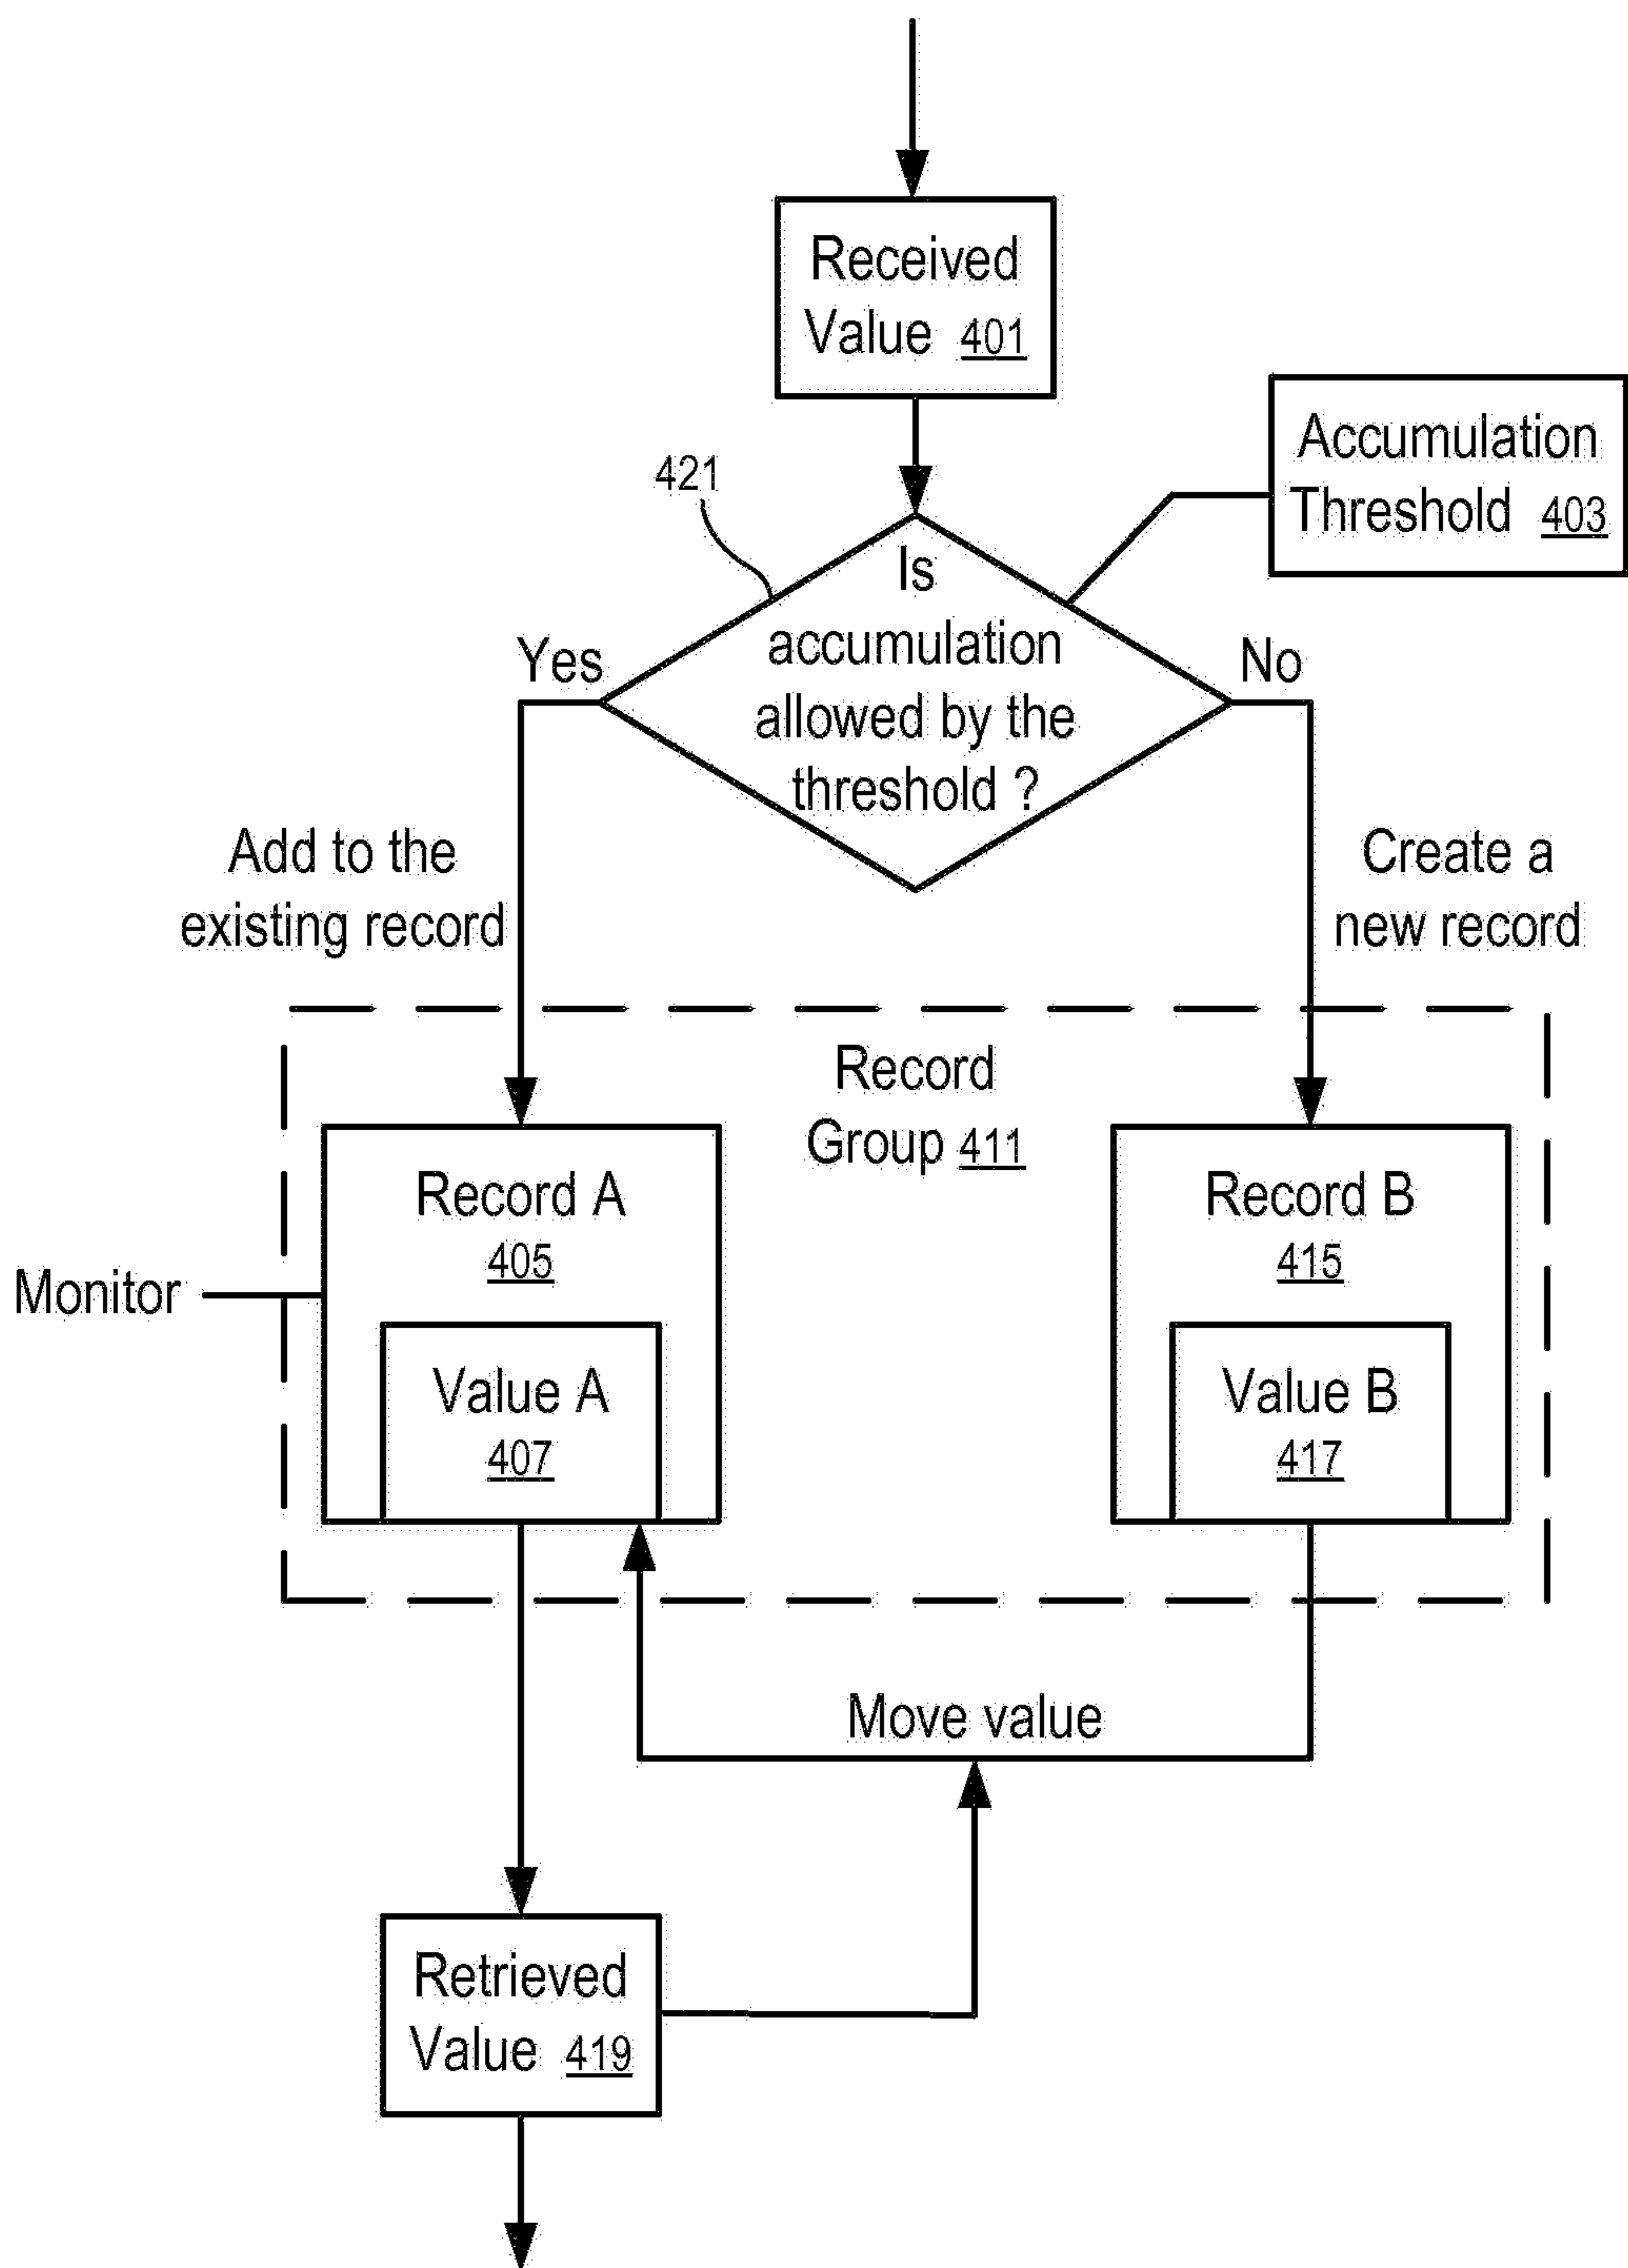 Received
Value 401
Accumulation
Threshold 403
421
Is
accumulation
allowed by the
threshold ?
Yes
No
Add to the
existing record
Create a
new record
Record
Group 411
Record A
405
Record B
415
Monitor
Value A
407
Value B
417
Move value
Retrieved
Value 419